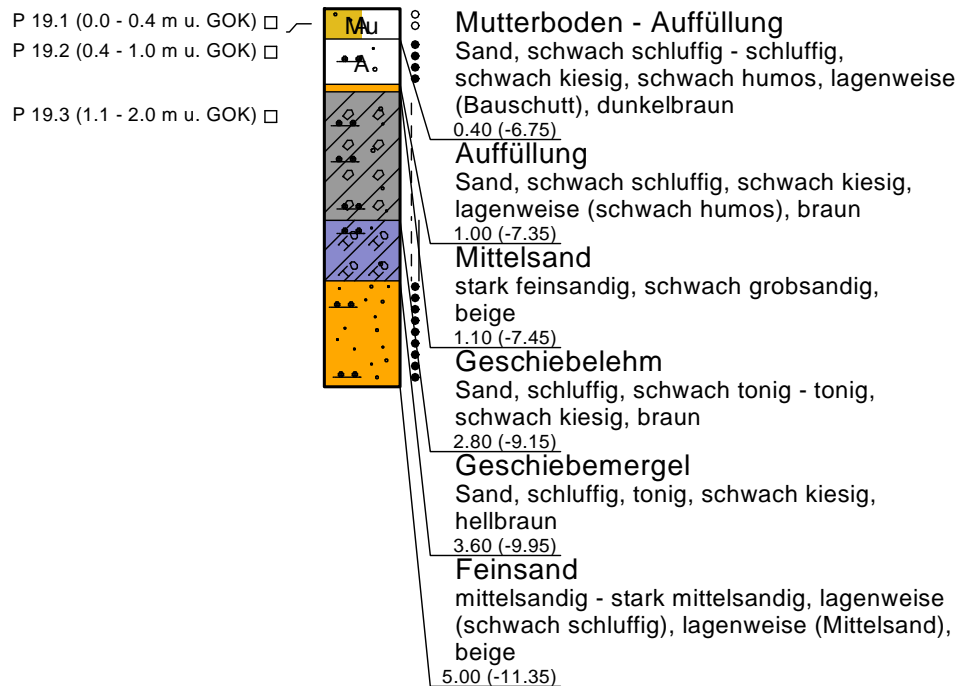 P 19.1 (0.0 - 0.4 m u. GOK)
P 19.2 (0.4 - 1.0 m u. GOK)
P 19.3 (1.1 - 2.0 m u. GOK)
Mu
A
Mutterboden - Auffüllung
Sand, schwach schluffig - schluffig,
schwach kiesig, schwach humos, lagenweise
(Bauschutt), dunkelbraun
0.40 (-6.75)
Auffüllung
Sand, schwach schluffig, schwach kiesig,
lagenweise (schwach humos), braun
1.00 (-7.35)
Mittelsand
stark feinsandig, schwach grobsandig,
beige
1.10 (-7.45)
Geschiebelehm
Sand, schluffig, schwach tonig - tonig,
schwach kiesig, braun
2.80 (-9.15)
Geschiebemergel
Sand, schluffig, tonig, schwach kiesig,
hellbraun
3.60 (-9.95)
Feinsand
mittelsandig - stark mittelsandig, lagenweise
(schwach schluffig), lagenweise (Mittelsand),
beige
5.00 (-11.35)